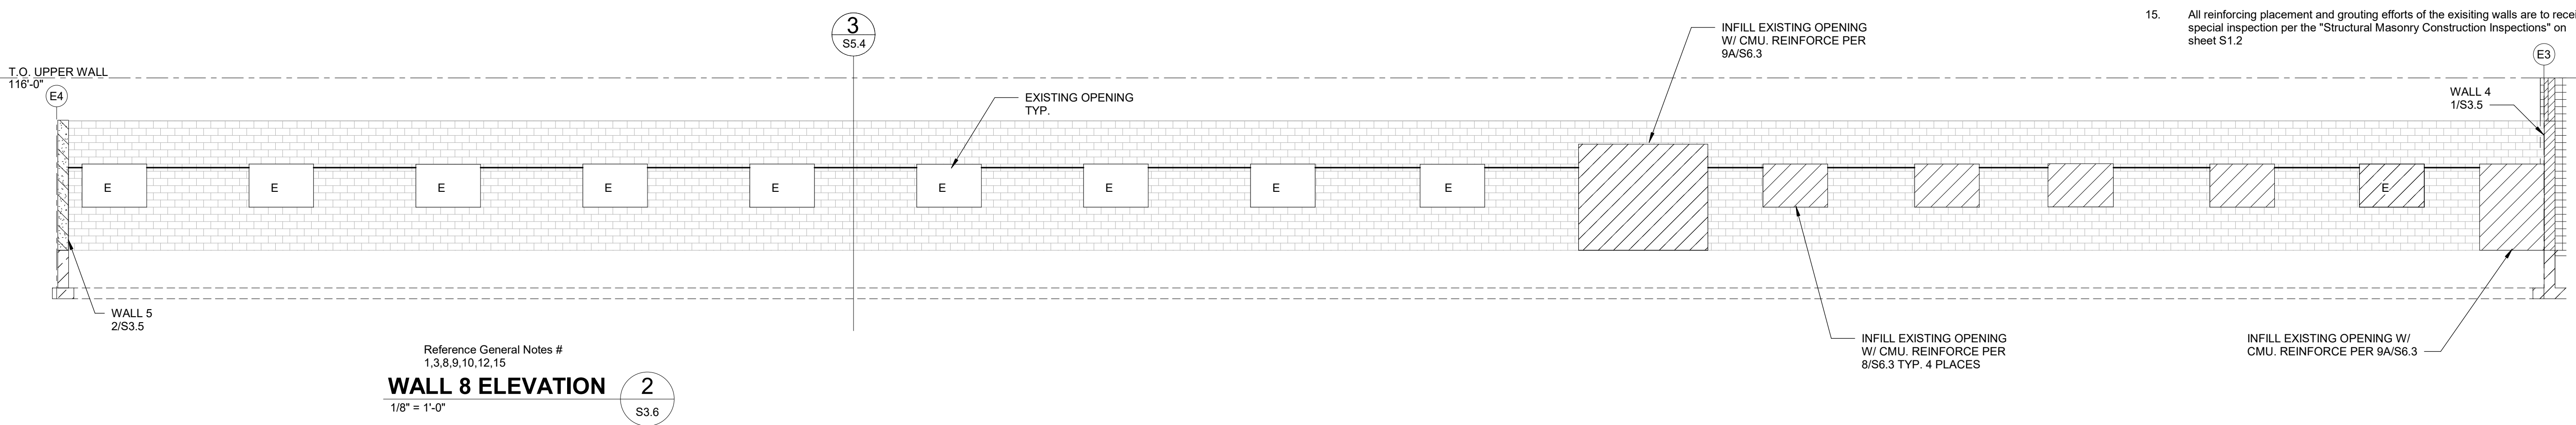 3
S5.4
INFILL EXISTING OPENING
W/ CMU. REINFORCE PER
9A/S6.3
15. All reinforcing placement and grouting efforts of the exisiting walls are to
special inspection per the "Structural Masonry Construction Inspections" on
sheet S1.2
E3
T.O. UPPER WALL
116'-0"
E4
EXISTING OPENING
TYP.
WALL 4
1/S3.5
E
E
E
E
E
E
E
E
E
E
WALL 5
2/S3.5
INFILL EXISTING OPENING
W/ CMU. REINFORCE PER
8/S6.3 TYP. 4 PLACES
INFILL EXISTING OPENING W/
CMU. REINFORCE PER 9A/S6.3
Reference General Notes #
1,3,8,9,10,12,15
WALL 8 ELEVATION
1/8" = 1'-0"
2
S3.6